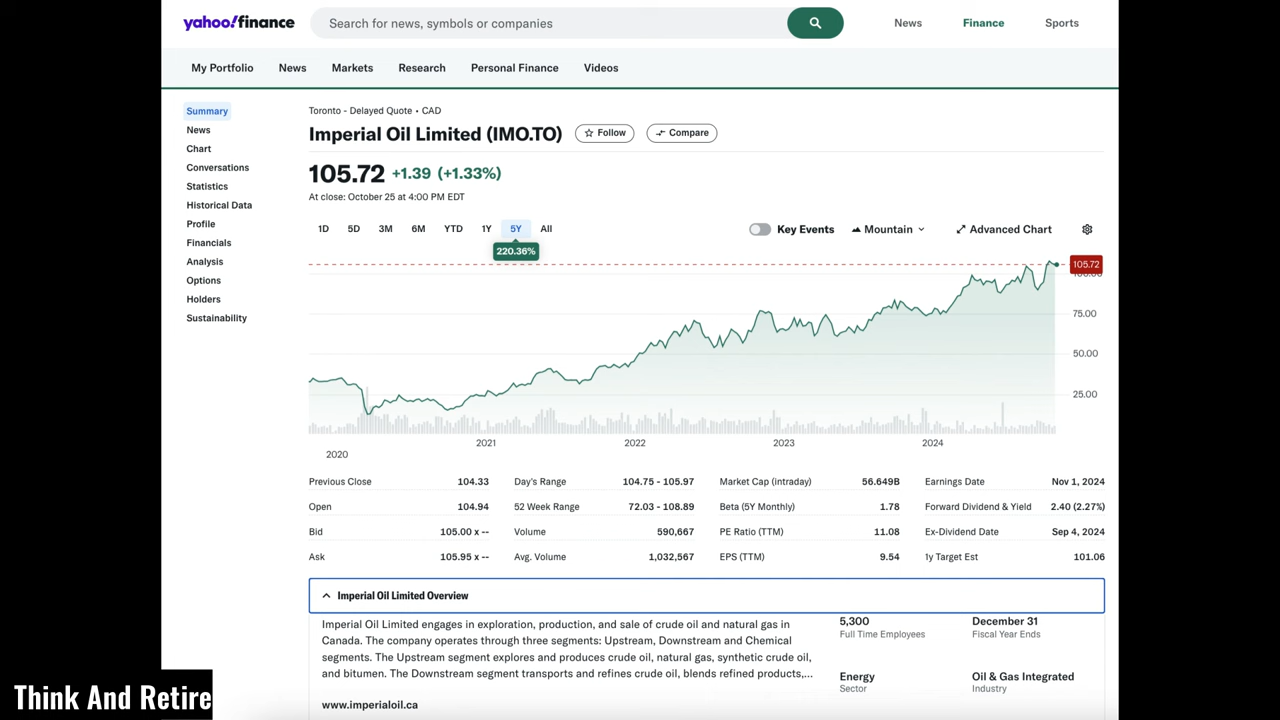 yahoo!finance
Search for news, symbols or companies
News Finance Sports
My Portfolio News Markets Research Personal Finance Videos
Summary
News
Chart
Conversations
Statistics
Historical Data
Profile
Financials
Analysis
Options
Holders
Sustainability
Toronto - Delayed Quote • CAD
Imperial Oil Limited (IMO.TO) Follow Compare
105.72 +1.39 (+1.33%)
At close: October 25 at 4:00 PM EDT
1D 5D 3M 6M YTD 1Y 5Y All Key Events Mountain Advanced Chart
220.36%
105.72
100.00
75.00
50.00
25.00
2021 2022 2023 2024
2020
Previous Close 104.33 Day's Range 104.75 - 105.97 Market Cap (intraday) 56.649B Earnings Date Nov 1, 2024
Open 104.94 52 Week Range 72.03 - 108.89 Beta (5Y Monthly) 1.78 Forward Dividend & Yield 2.40 (2.27%)
Bid 105.00 x -- Volume 590,667 PE Ratio (TTM) 11.08 Ex-Dividend Date Sep 4, 2024
Ask 105.95 x -- Avg. Volume 1,032,567 EPS (TTM) 9.54 1y Target Est 101.06
Imperial Oil Limited Overview
Imperial Oil Limited engages in exploration, production, and sale of crude oil and natural gas in
Canada. The company operates through three segments: Upstream, Downstream and Chemical
segments. The Upstream segment explores and produces crude oil, natural gas, synthetic crude oil,
and bitumen. The Downstream segment transports and refines crude oil, blends refined products,...
www.imperialoil.ca
5,300 December 31
Full Time Employees Fiscal Year Ends
Energy Oil & Gas Integrated
Sector Industry
Think And Retire